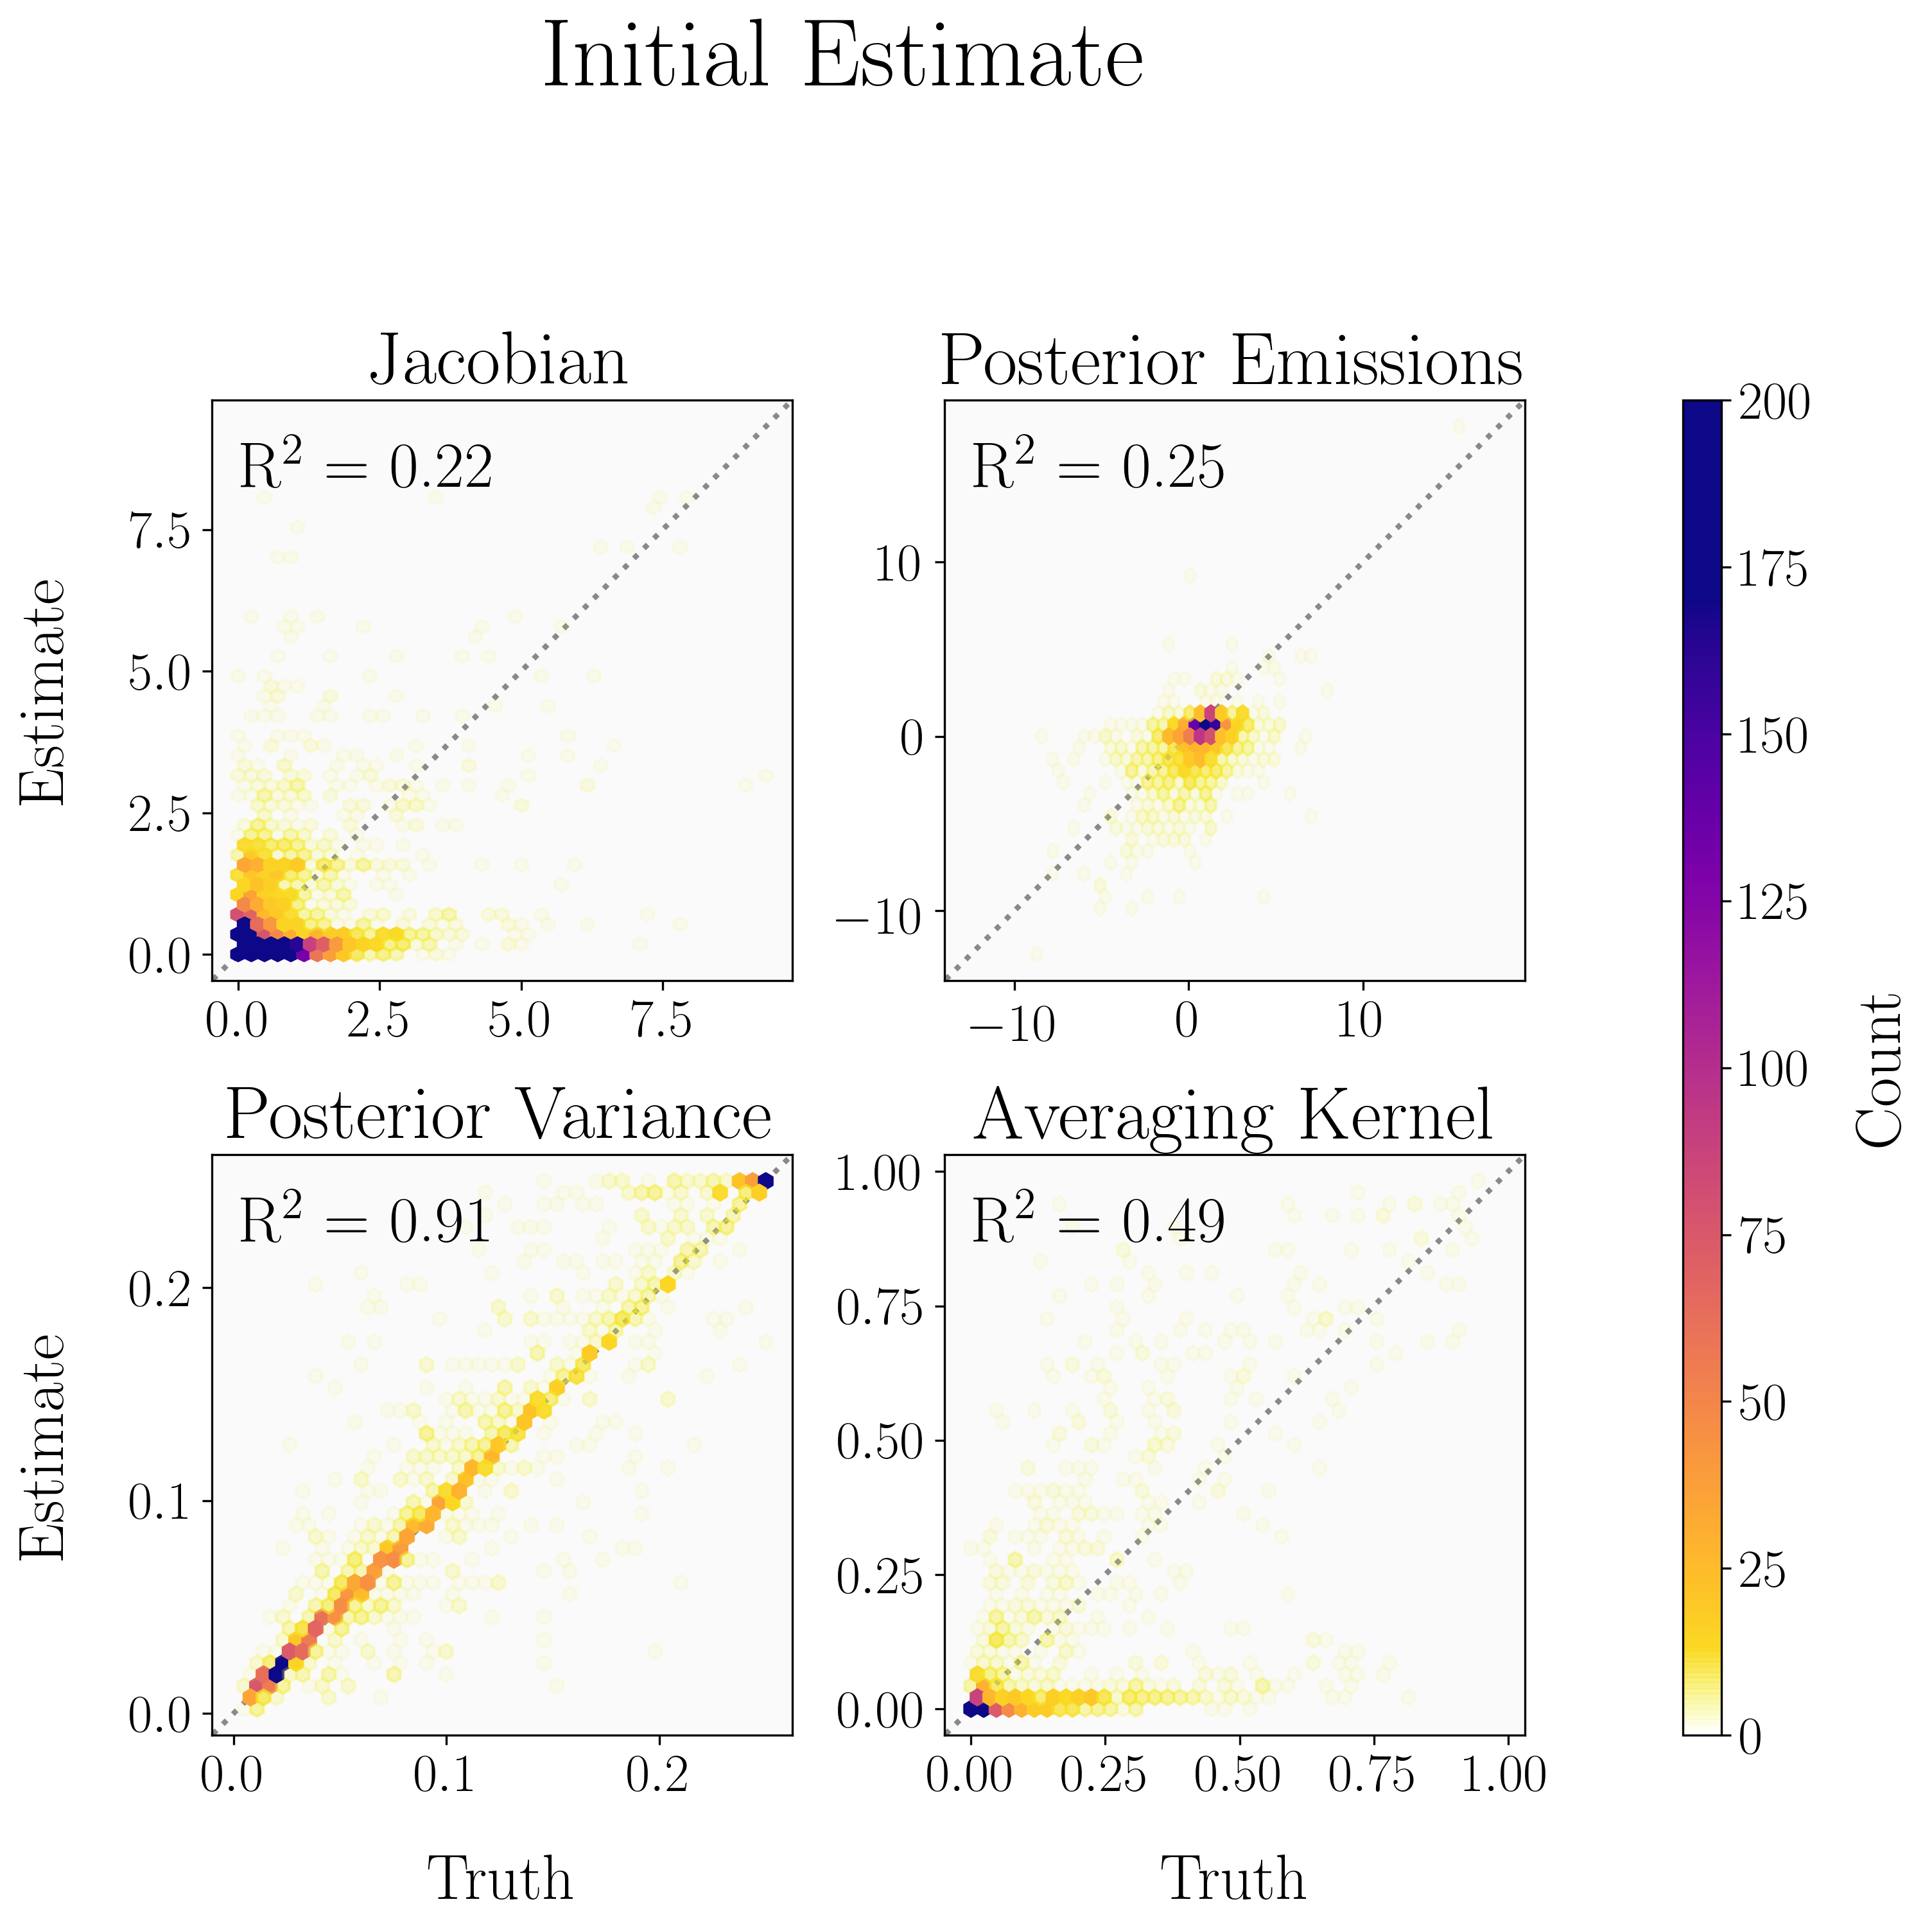 Initial Estimate
Jacobian
R² = 0.22
Estimate
7.5
5.0
2.5
0.0
0.0 2.5 5.0 7.5
Posterior Emissions
R² = 0.25
10
0
−10
−10 0 10
Posterior Variance
R² = 0.91
Estimate
0.2
0.1
0.0
0.0 0.1 0.2
Truth
Averaging Kernel
R² = 0.49
1.00
0.75
0.50
0.25
0.00
0.00 0.25 0.50 0.75 1.00
Truth
200
175
150
125
100
75
50
25
0
Count